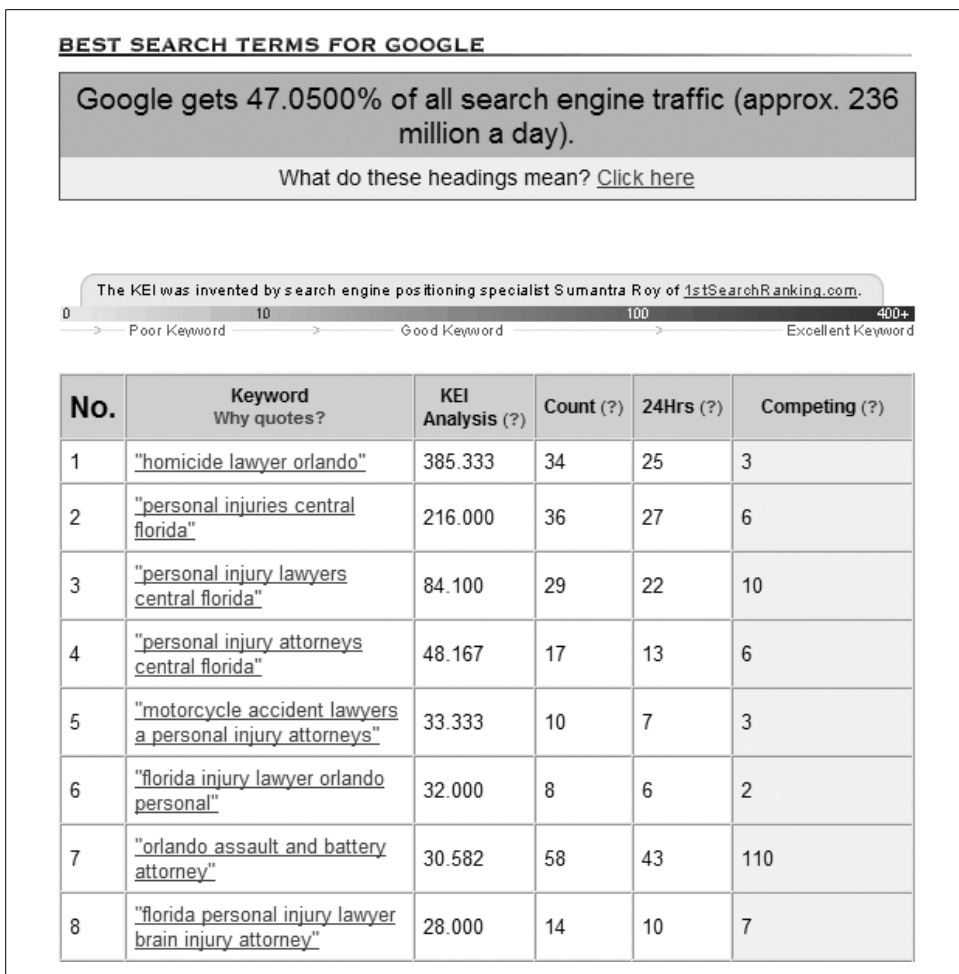 BEST SEARCH TERMS FOR GOOGLE
Google gets 47.0500% of all search engine traffic (approx. 236
million a day).
What do these headings mean? Click here
The KEI was invented by search engine positioning specialist Sumantra Roy of 1stSearchRanking.com.
0 10 100 400+
Poor Keyword Good Keyword Excellent Keyword
No. Keyword Why quotes? KEI Analysis (?) Count (?) 24Hrs (?) Competing (?)
1 "homicide lawyer orlando" 385.333 34 25 3
2 "personal injuries central
florida" 216.000 36 27 6
3 "personal injury lawyers
central florida" 84.100 29 22 10
4 "personal injury attorneys
central florida" 48.167 17 13 6
5 "motorcycle accident lawyers
a personal injury attorneys" 33.333 10 7 3
6 "florida injury lawyer orlando
personal" 32.000 8 6 2
7 "orlando assault and battery
attorney" 30.582 58 43 110
8 "florida personal injury lawyer
brain injury attorney" 28.000 14 10 7